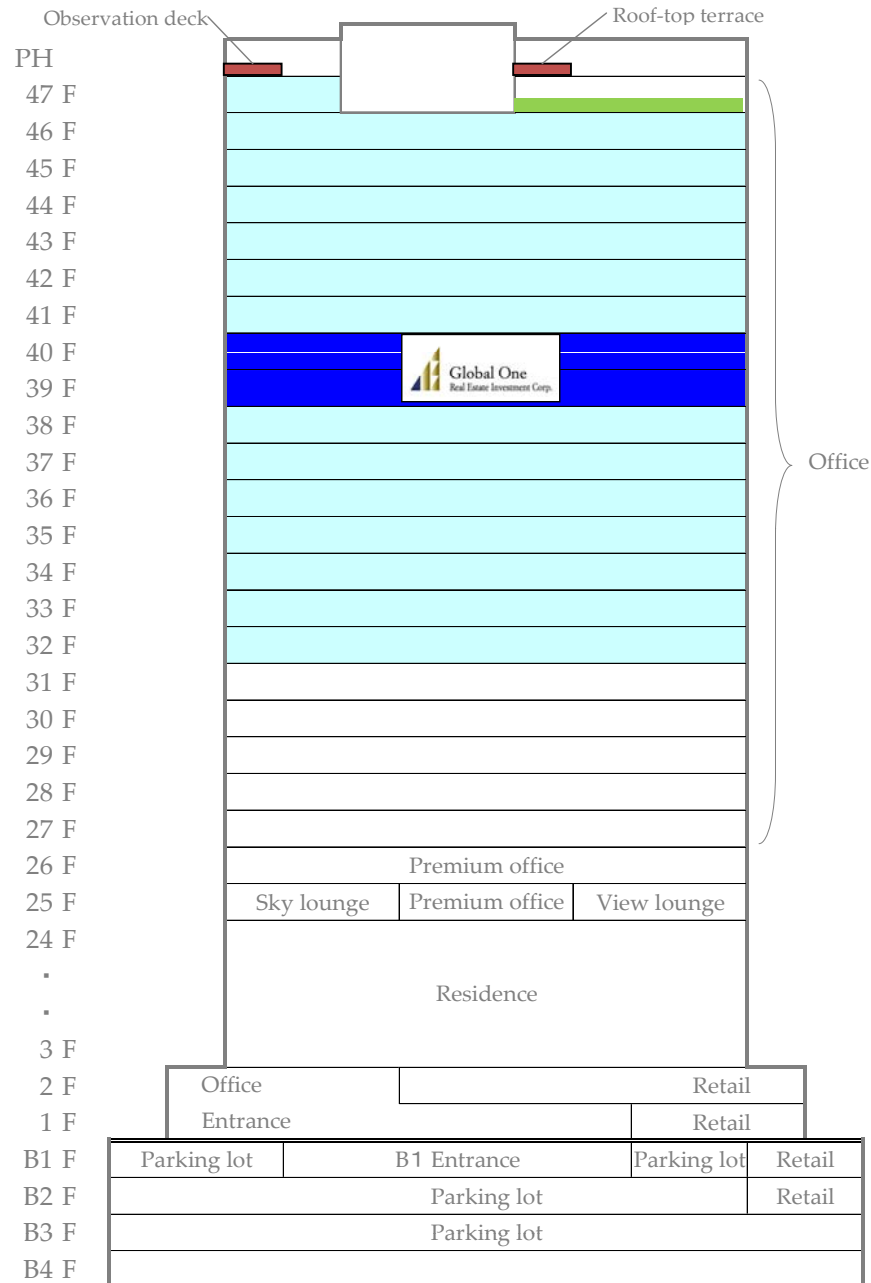 Observation deck
Roof-top terrace
PH
47 F
46 F
45 F
44 F
43 F
42 F
41 F
40 F
Global One
Real Estate Investment Corp.
39 F
38 F
37 F
Office
36 F
35 F
34 F
33 F
32 F
31 F
30 F
29 F
28 F
27 F
26 F Premium office
25 F Sky lounge Premium office View lounge
24 F
Residence
3 F
2 F Office Retail
1 F Entrance Retail
B1 F Parking lot B1 Entrance Parking lot Retail
B2 F Parking lot Retail
B3 F Parking lot
B4 F